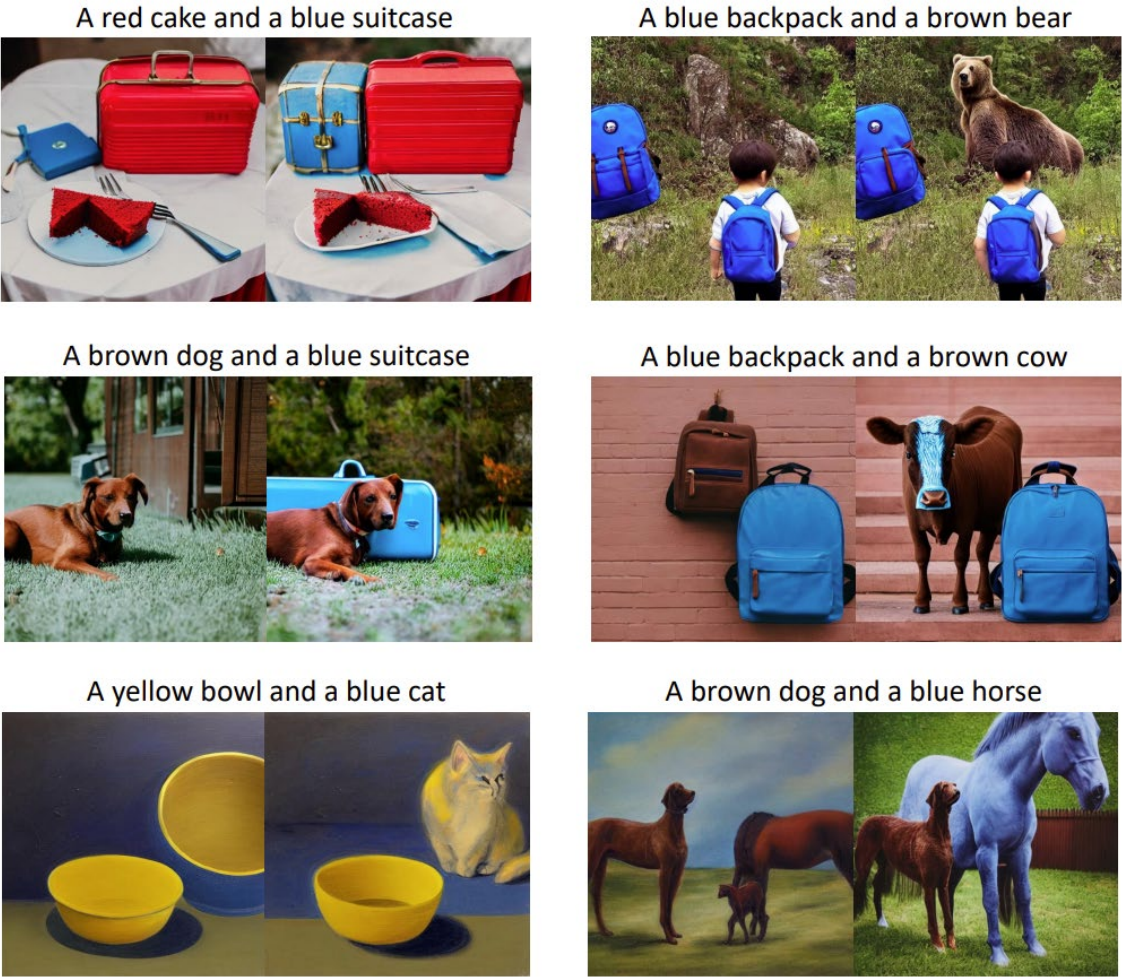 A red cake and a blue suitcase
A blue backpack and a brown bear
A brown dog and a blue suitcase
A blue backpack and a brown cow
A yellow bowl and a blue cat
A brown dog and a blue horse